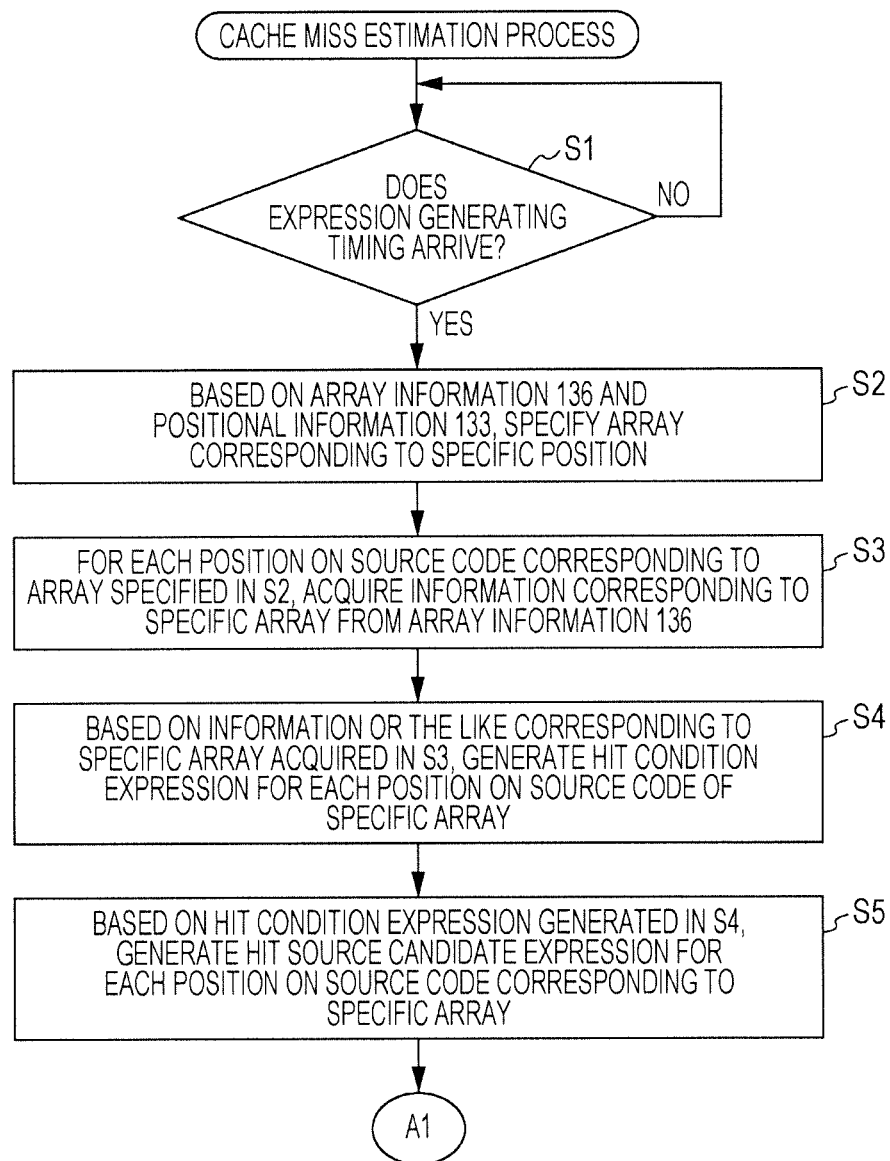 CACHE MISS ESTIMATION PROCESS
S1
DOES
EXPRESSION GENERATING
TIMING ARRIVE?
NO
YES
S2
BASED ON ARRAY INFORMATION 136 AND
POSITIONAL INFORMATION 133, SPECIFY ARRAY
CORRESPONDING TO SPECIFIC POSITION
S3
FOR EACH POSITION ON SOURCE CODE CORRESPONDING TO
ARRAY SPECIFIED IN S2, ACQUIRE INFORMATION CORRESPONDING TO
SPECIFIC ARRAY FROM ARRAY INFORMATION 136
S4
BASED ON INFORMATION OR THE LIKE CORRESPONDING TO
SPECIFIC ARRAY ACQUIRED IN S3, GENERATE HIT CONDITION
EXPRESSION FOR EACH POSITION ON SOURCE CODE OF
SPECIFIC ARRAY
S5
BASED ON HIT CONDITION EXPRESSION GENERATED IN S4,
GENERATE HIT SOURCE CANDIDATE EXPRESSION FOR
EACH POSITION ON SOURCE CODE CORRESPONDING TO
SPECIFIC ARRAY
A1